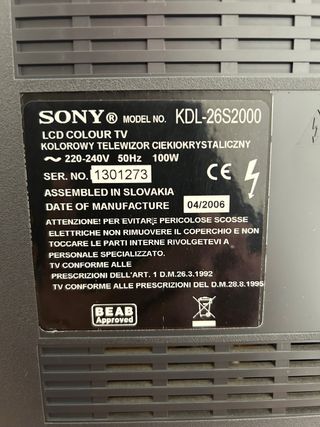 SONY® MODEL NO. KDL-26S2000
LCD COLOUR TV
KOLOROWY TELEWIZOR CIEKIOKRYSTALICZNY
~ 220-240V 50Hz 100W
SER. NO. 1301273
CE
ASSEMBLED IN SLOVAKIA
DATE OF MANUFACTURE 04/2006
ATTENZIONE! PER EVITARE PERICOLOSE SCOSSE
ELETTRICHE NON RIMUOVERE IL COPERCHIO E NON
TOCCARE LE PARTI INTERNE RIVOLGETEVI A
PERSONALE SPECIALIZZATO.
TV CONFORME ALLE
PRESCRIZIONI DELL'ART. 1 D.M.26.3.1992
TV CONFORME ALLE PRESCRIZIONI DEL D.M.28.8.1995
BEAB
Approved